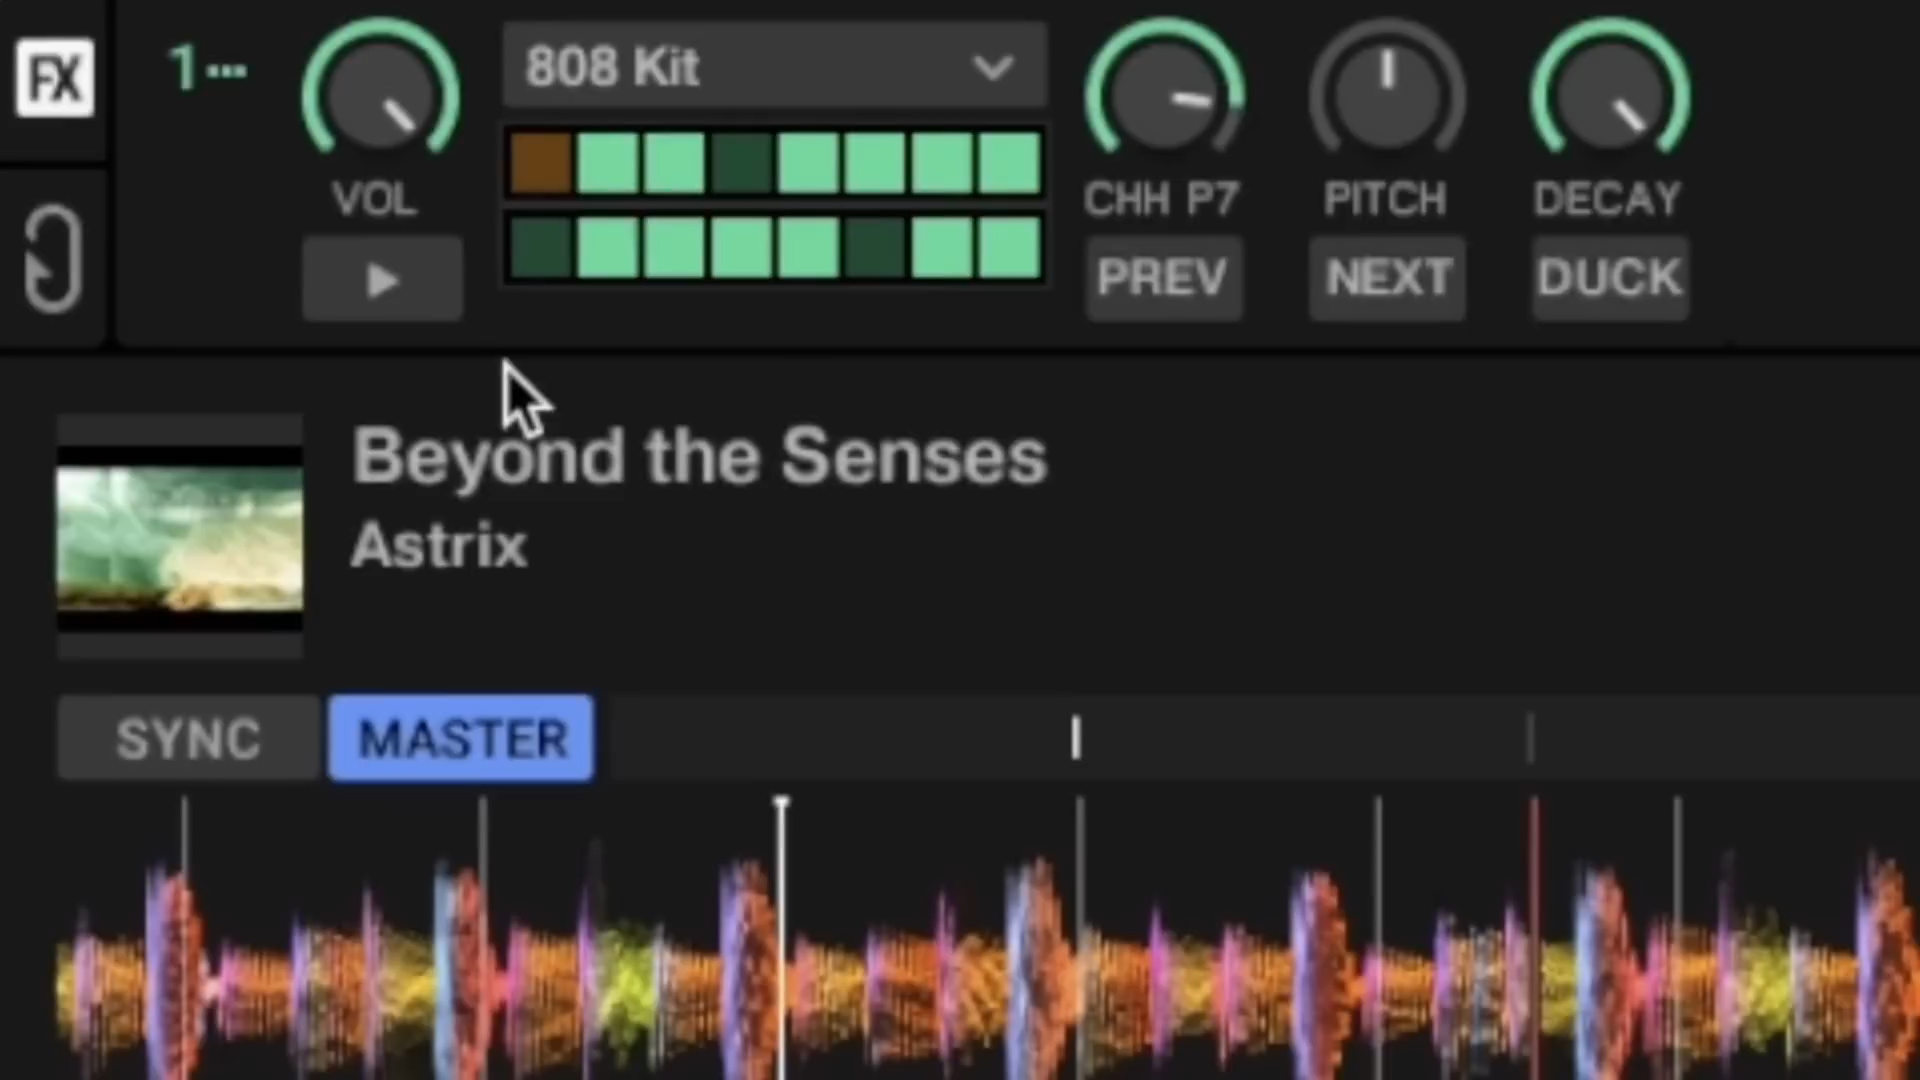 FX
1
808 Kit
VOL
CHH P7
PITCH
DECAY
PREV
NEXT
DUCK
Beyond the Senses
Astrix
SYNC
MASTER